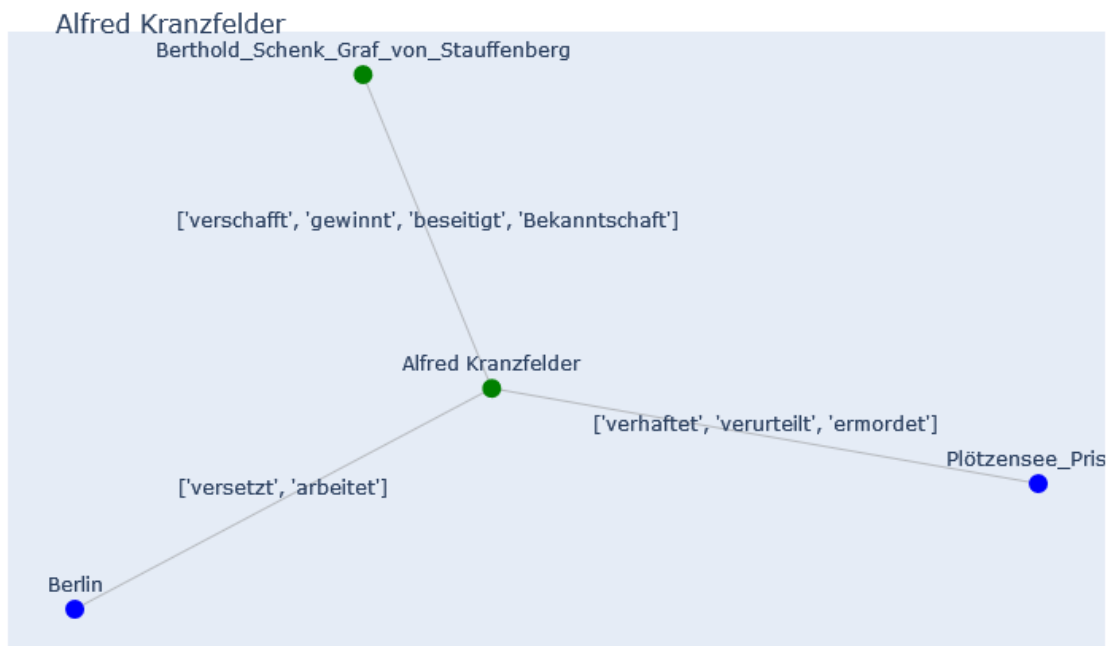 Alfred Kranzfelder
Berthold_Schenk_Graf_von_Stauffenberg
['verschafft', 'gewinnt', 'beseitigt', 'Bekanntschaft']
Alfred Kranzfelder
['verhaftet', 'verurteilt', 'ermordet']
Plötzensee_Pris
['versetzt', 'arbeitet']
Berlin